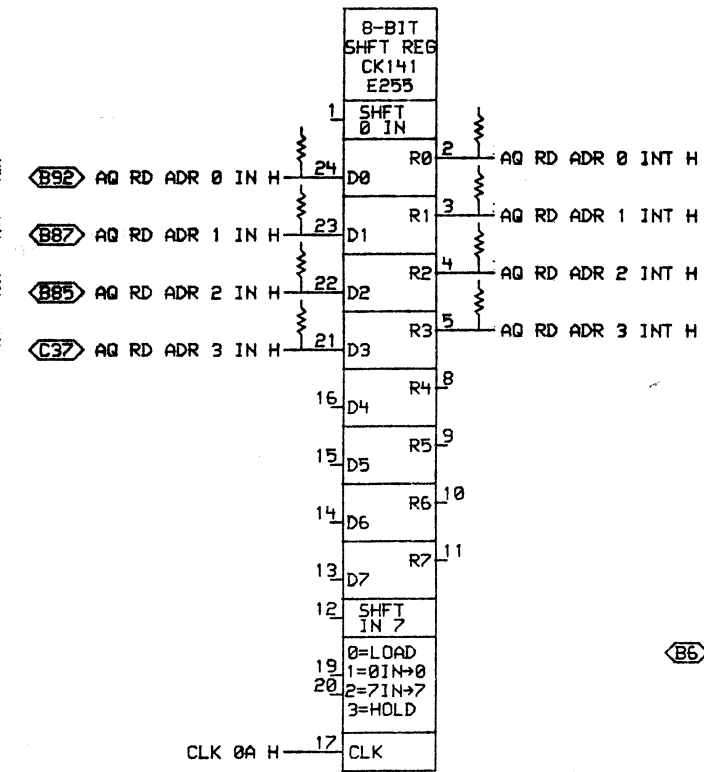 8-BIT
SHFT REG
CK141
E255
1 SHFT
0 IN
R0 2 AQ RD ADR 0 INT H
B92 AQ RD ADR 0 IN H 24 D0
R1 3 AQ RD ADR 1 INT H
B87 AQ RD ADR 1 IN H 23 D1
R2 4 AQ RD ADR 2 INT H
B85 AQ RD ADR 2 IN H 22 D2
R3 5 AQ RD ADR 3 INT H
C37 AQ RD ADR 3 IN H 21 D3
R4 8
16 D4
R5 9
15 D5
R6 10
14 D6
R7 11
13 D7
12 SHFT
IN 7
0=LOAD
19 1=0IN→0
20 2=7IN→7
3=HOLD
B6
CLK 0A H 17 CLK